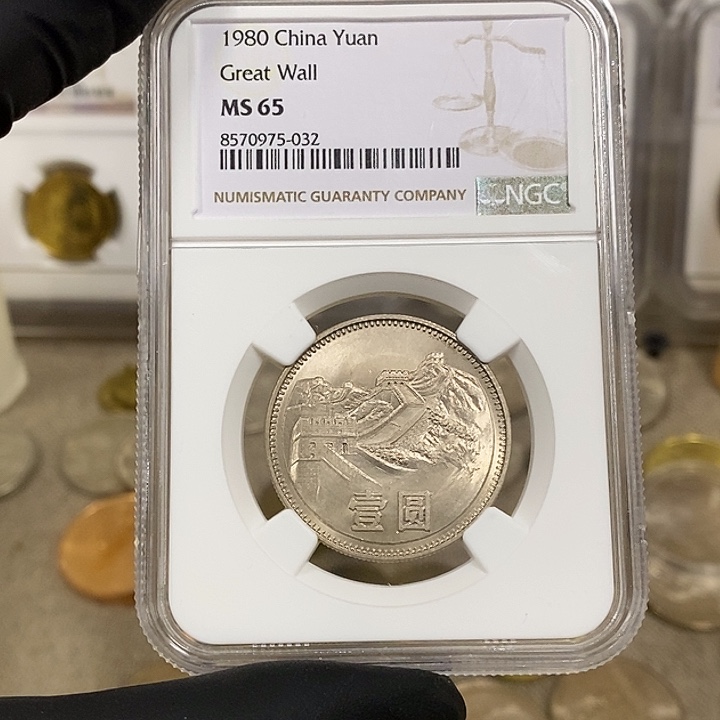 1980 China Yuan
Great Wall
MS 65
8570975-032
NUMISMATIC GUARANTY COMPANY
NGC
壹圆